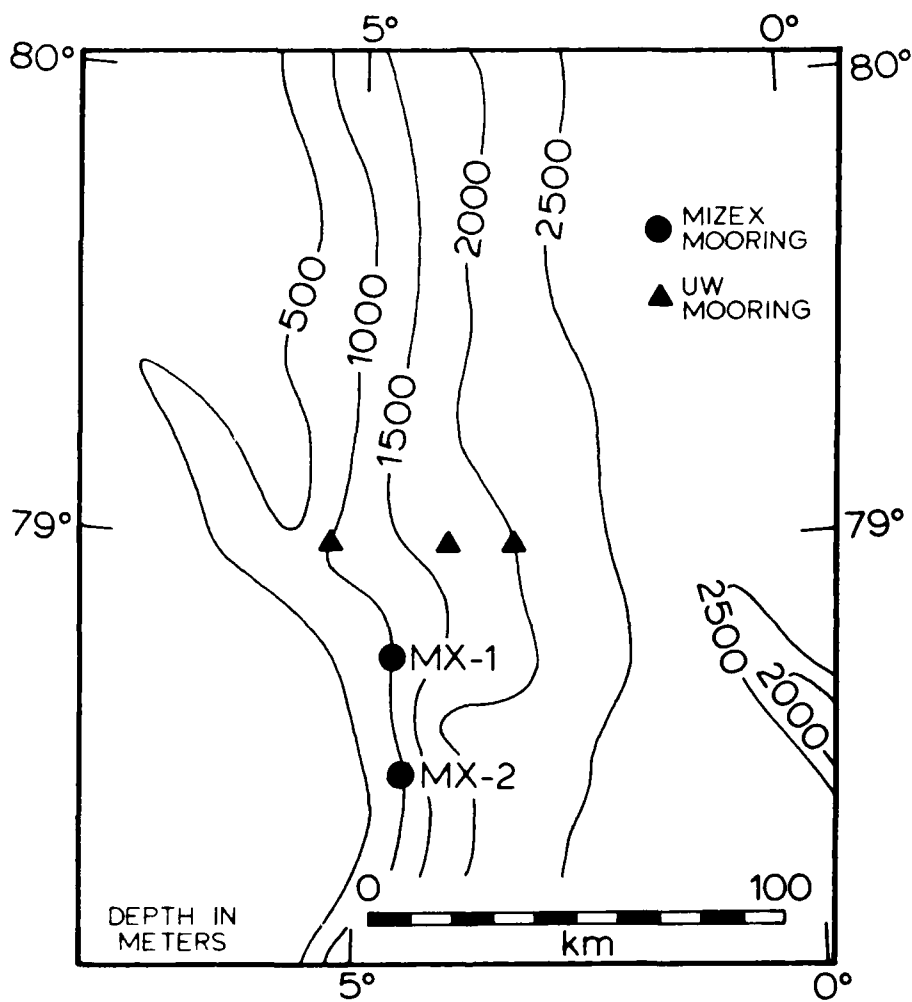 5° 0°
80° 80°
500
1000
1500
2000
2500
MIZEX
MOORING
UW
MOORING
79° 79°
2500
2000
MX-1
MX-2
0 100
km
DEPTH IN
METERS
5° 0°